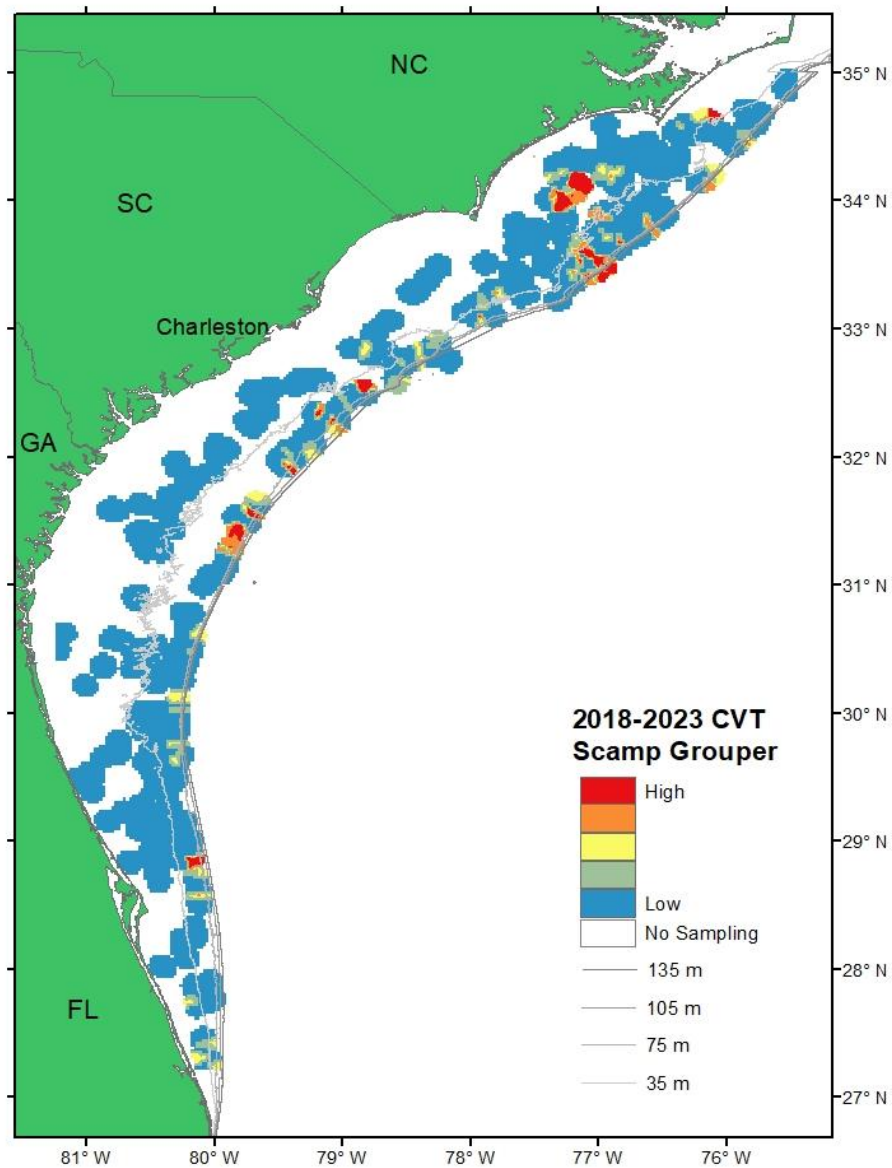 NC
35° N
SC
34° N
Charleston
33° N
GA
32° N
31° N
30° N
2018-2023 CVT
Scamp Grouper
High
29° N
Low
No Sampling
135 m
28° N
FL
105 m
75 m
35 m
27° N
81° W 80° W 79° W 78° W 77° W 76° W